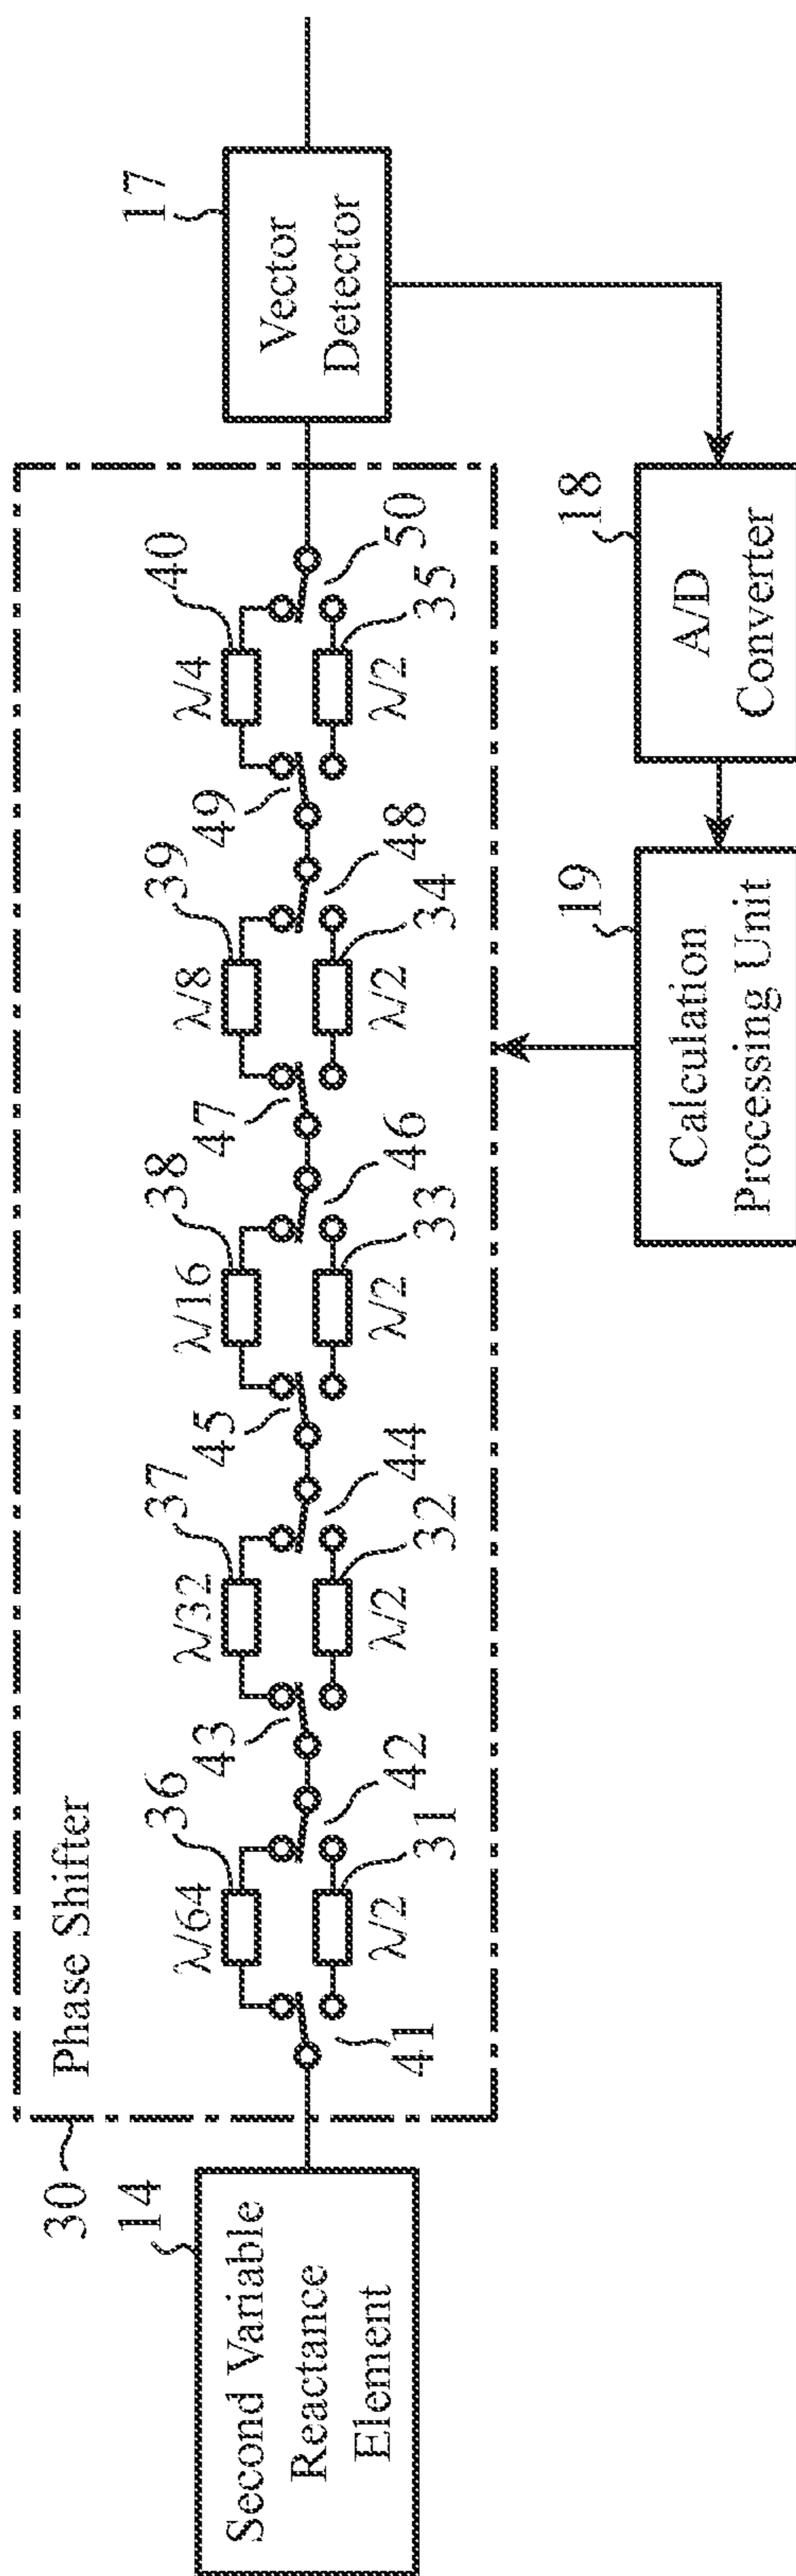 30
Phase Shifter
14
Second Variable
Reactance
Element
36
λ/64
41
42
31
λ/2
37
λ/32
43
44
32
λ/2
38
λ/16
45
46
33
λ/2
39
λ/8
47
48
34
λ/2
40
λ/4
49
50
35
λ/2
17
Vector
Detector
18
A/D
Converter
19
Calculation
Processing Unit